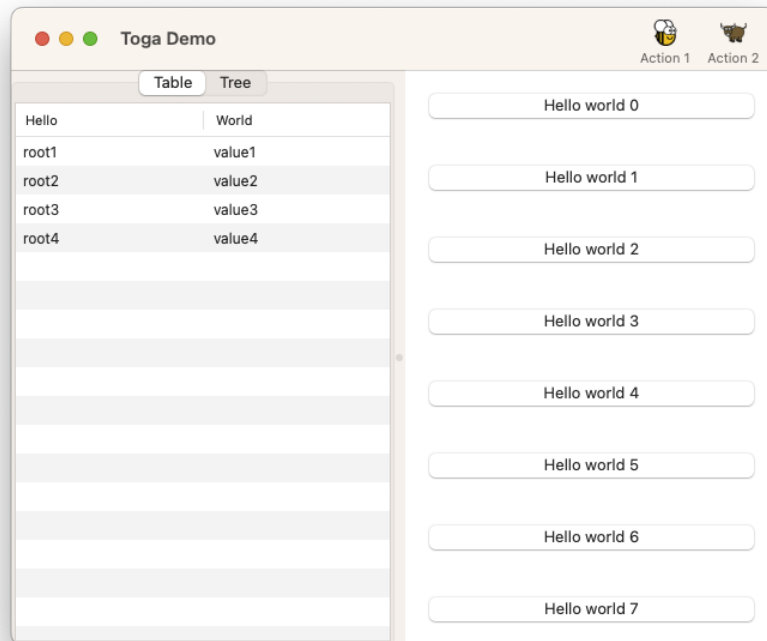 Toga Demo
Action 1 Action 2
Table Tree
Hello World
root1 value1
root2 value2
root3 value3
root4 value4
Hello world 0
Hello world 1
Hello world 2
Hello world 3
Hello world 4
Hello world 5
Hello world 6
Hello world 7